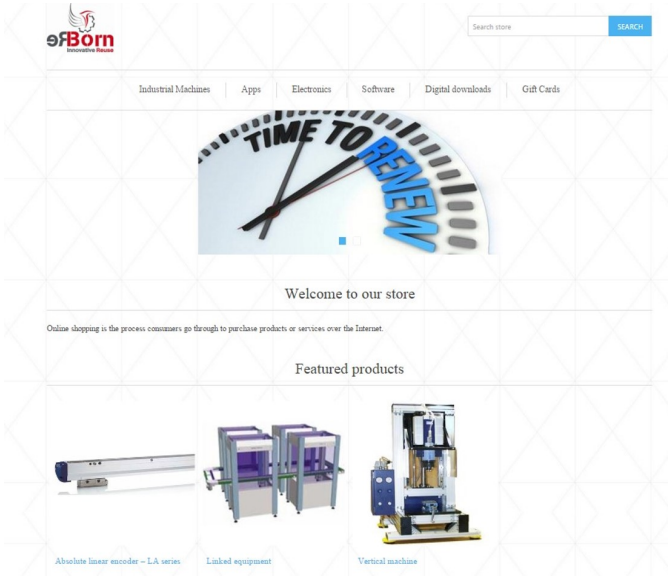 eRBorn
Innovative Reuse
Search store
SEARCH
Industrial Machines
Apps
Electronics
Software
Digital downloads
Gift Cards
TIME TO RENEW
Welcome to our store
Online shopping is the process consumers go through to purchase products or services over the Internet.
Featured products
Absolute linear encoder – LA series
Linked equipment
Vertical machine